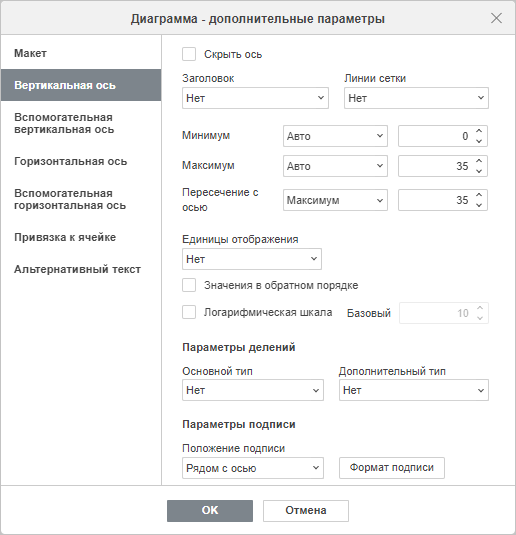 Диаграмма - дополнительные параметры
Макет
Вертикальная ось
Вспомогательная
вертикальная ось
Горизонтальная ось
Вспомогательная
горизонтальная ось
Привязка к ячейке
Альтернативный текст
Скрыть ось
Заголовок Линии сетки
Нет Нет
Минимум Авто 0
Максимум Авто 35
Пересечение с
осью Максимум 35
Единицы отображения
Нет
Значения в обратном порядке
Логарифмическая шкала Базовый 10
Параметры делений
Основной тип Дополнительный тип
Нет Нет
Параметры подписи
Положение подписи
Рядом с осью Формат подписи
OK Отмена